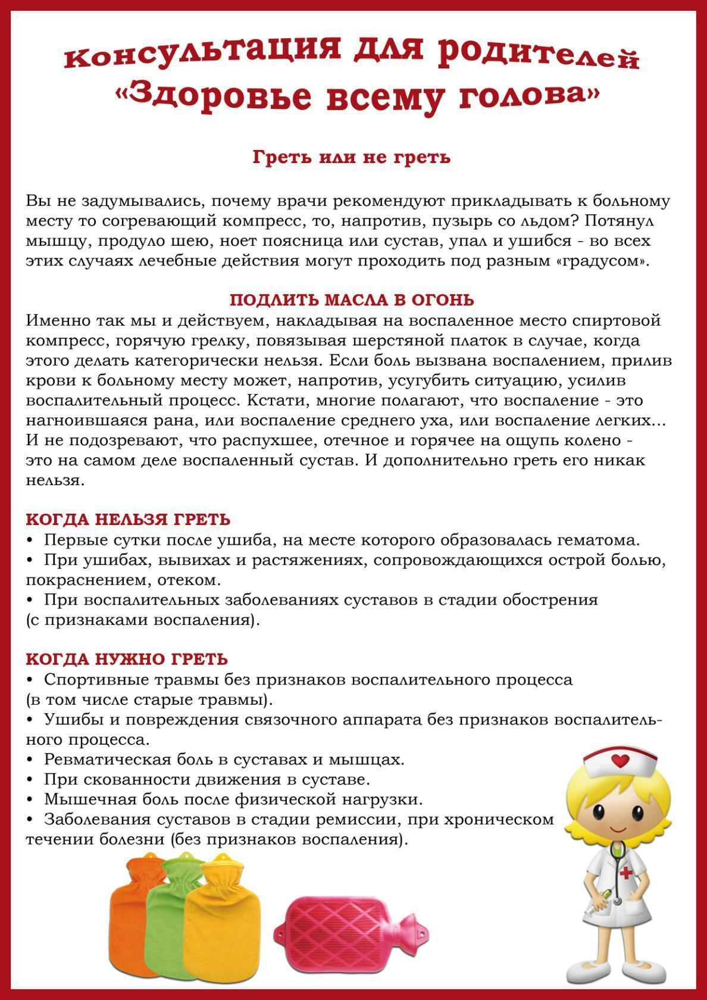 Консультация для родителей
«Здоровье всему голова»
Греть или не греть
Вы не задумывались, почему врачи рекомендуют прикладывать к больному
месту то согревающий компресс, то, напротив, пузырь со льдом? Потянул
мышцу, продуло шею, ноет поясница или сустав, упал и ушибся - во всех
этих случаях лечебные действия могут проходить под разным «градусом».
ПОДЛИТЬ МАСЛА В ОГОНЬ
Именно так мы и действуем, накладывая на воспаленное место спиртовой
компресс, горячую грелку, повязывая шерстяной платок в случае, когда
этого делать категорически нельзя. Если боль вызвана воспалением, прилив
крови к больному месту может, напротив, усугубить ситуацию, усилив
воспалительный процесс. Кстати, многие полагают, что воспаление - это
нагноившаяся рана, или воспаление среднего уха, или воспаление легких...
И не подозревают, что распухшее, отечное и горячее на ощупь колено -
это на самом деле воспаленный сустав. И дополнительно греть его никак
нельзя.
КОГДА НЕЛЬЗЯ ГРЕТЬ
• Первые сутки после ушиба, на месте которого образовалась гематома.
• При ушибах, вывихах и растяжениях, сопровождающихся острой болью,
покраснением, отеком.
• При воспалительных заболеваниях суставов в стадии обострения
(с признаками воспаления).
КОГДА НУЖНО ГРЕТЬ
• Спортивные травмы без признаков воспалительного процесса
(в том числе старые травмы).
• Ушибы и повреждения связочного аппарата без признаков воспалитель-
ного процесса.
• Ревматическая боль в суставах и мышцах.
• При скованности движения в суставе.
• Мышечная боль после физической нагрузки.
• Заболевания суставов в стадии ремиссии, при хроническом
течении болезни (без признаков воспаления).